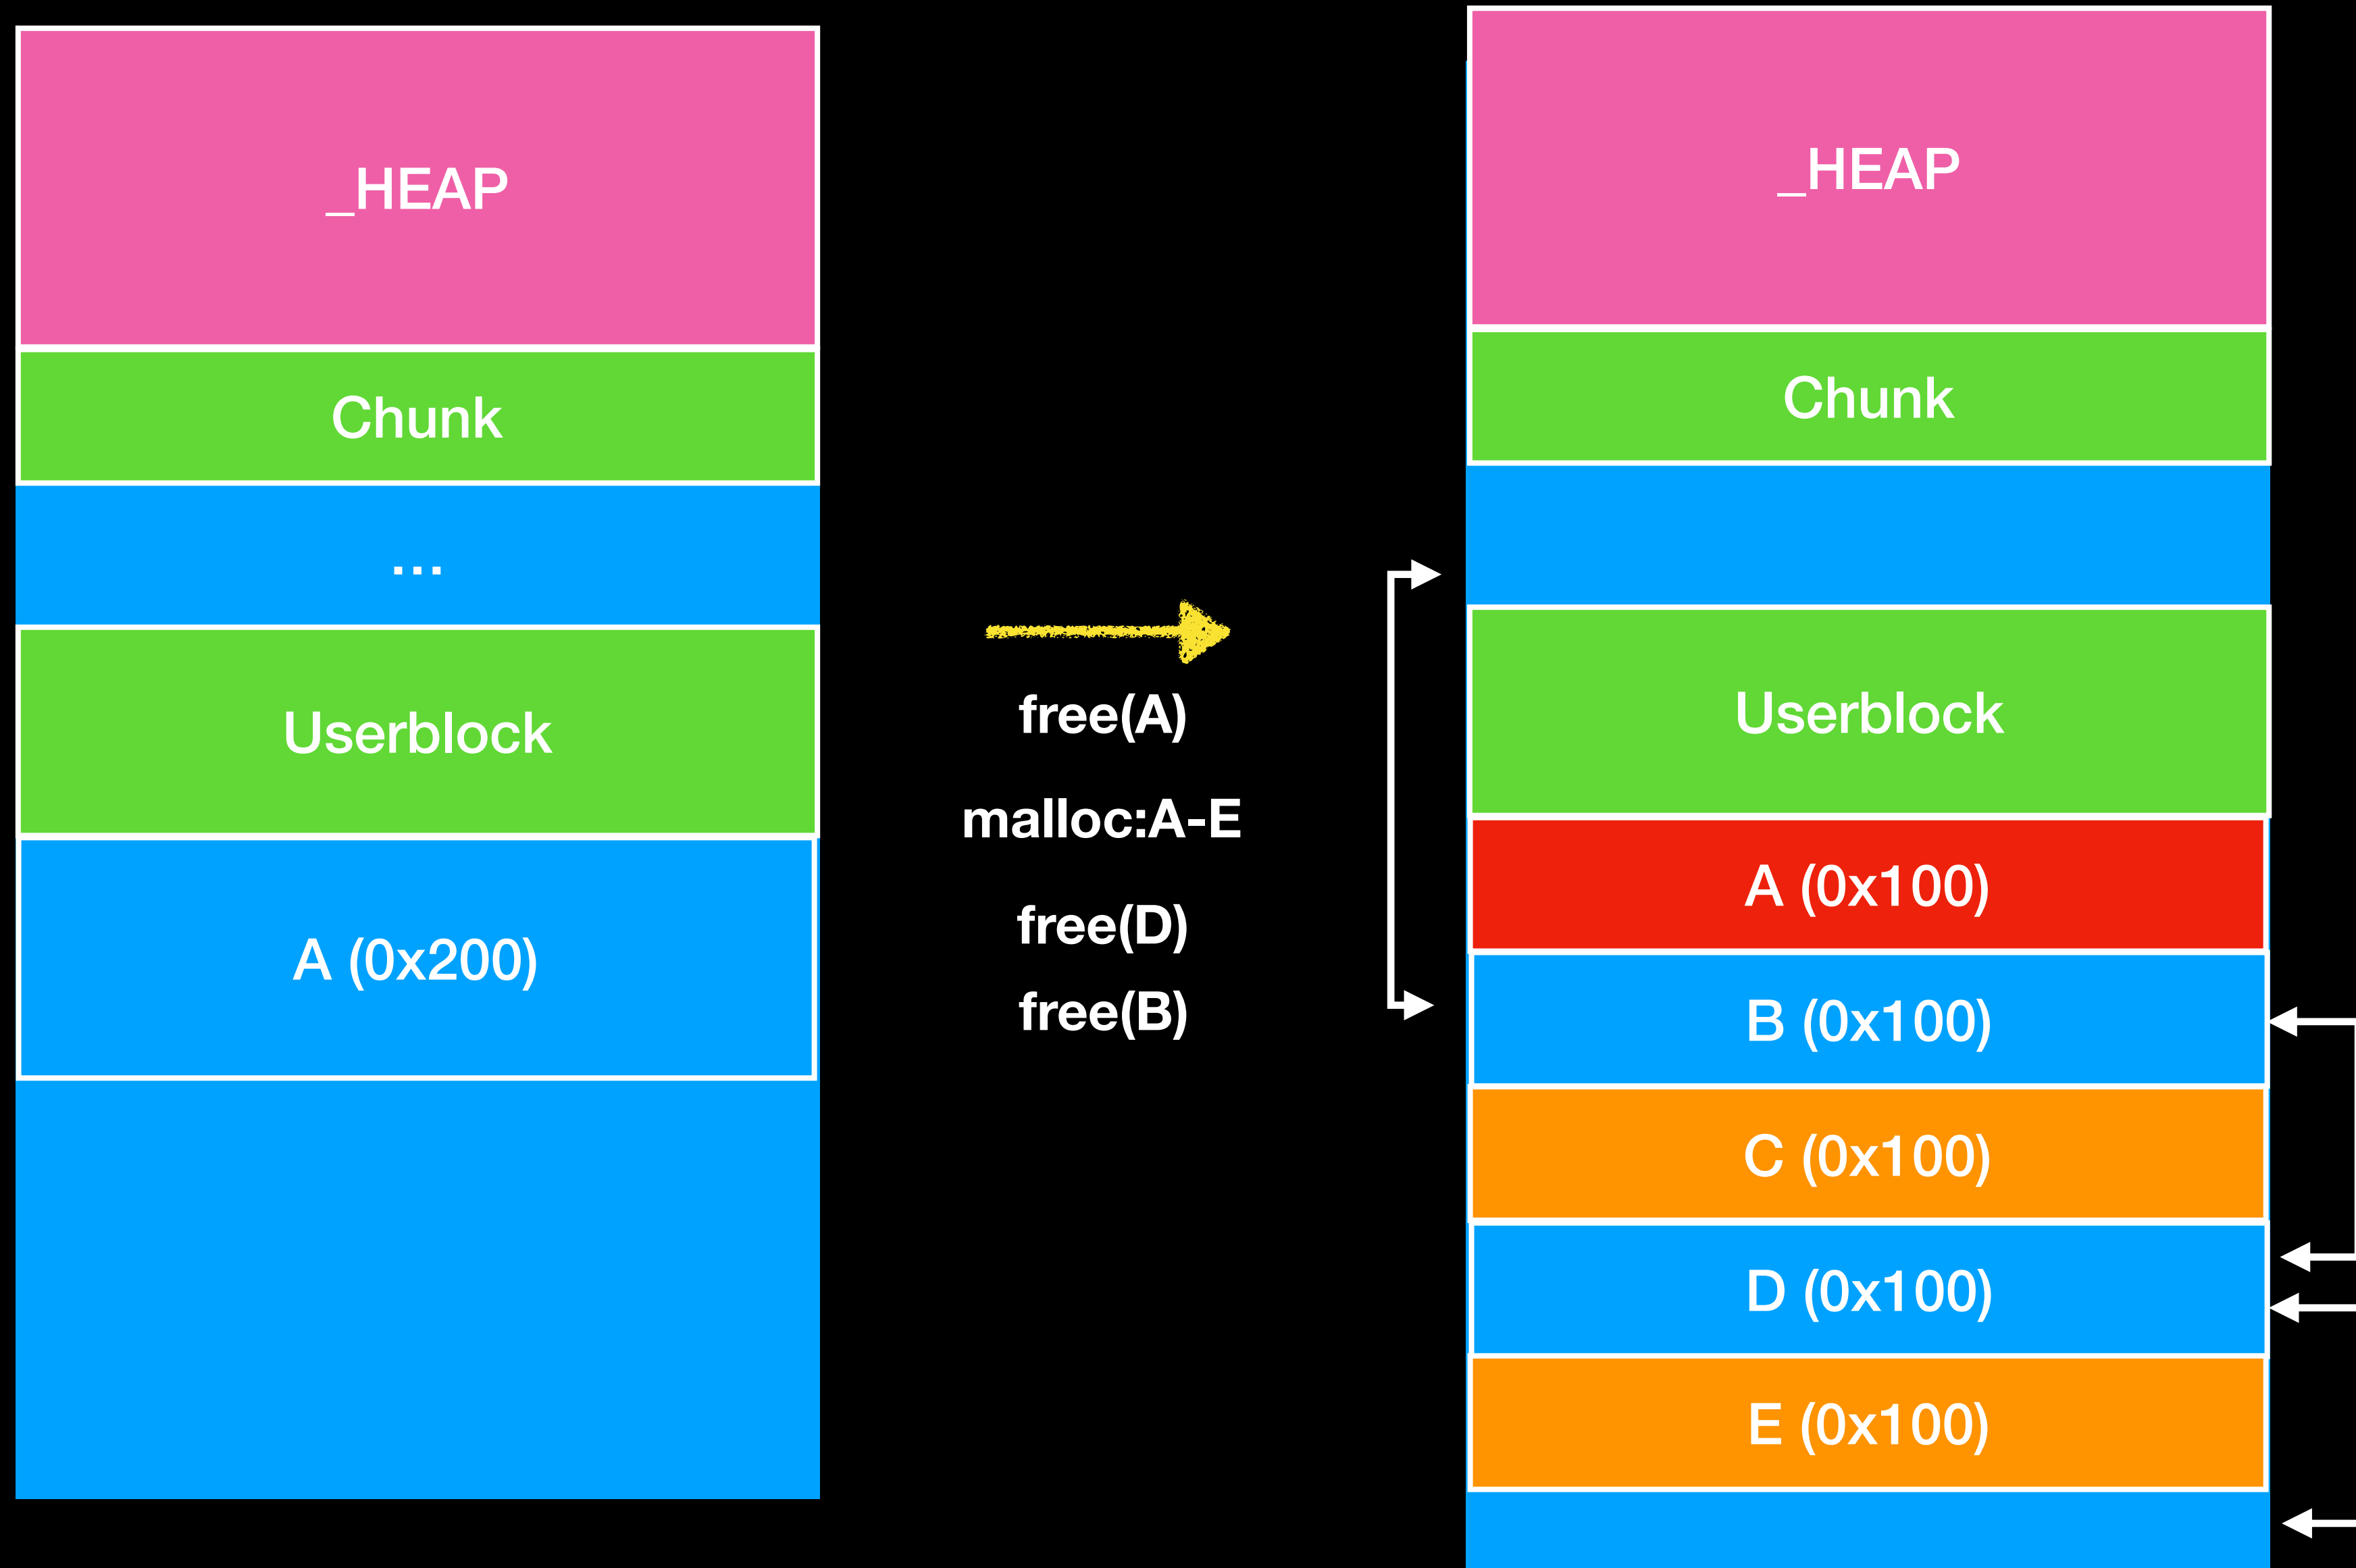 _HEAP
Chunk
...
Userblock
A (0x200)
free(A)
malloc:A-E
free(D)
free(B)
_HEAP
Chunk
Userblock
A (0x100)
B (0x100)
C (0x100)
D (0x100)
E (0x100)